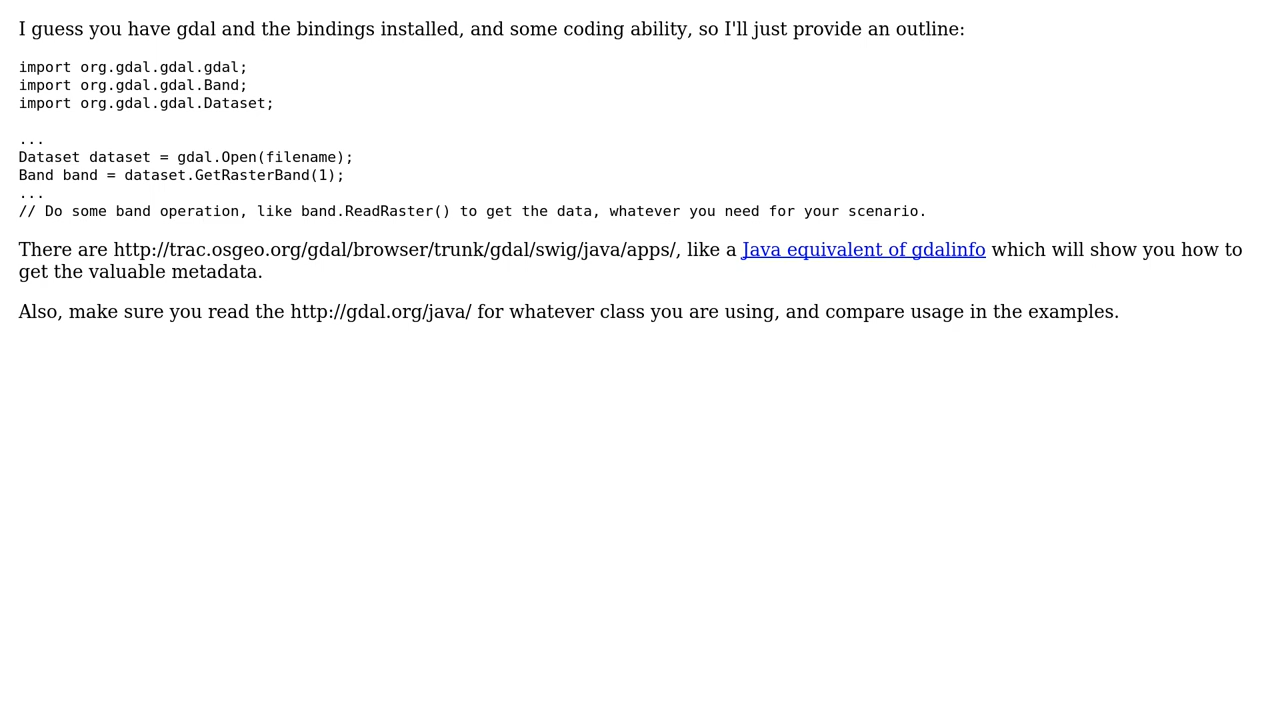 I guess you have gdal and the bindings installed, and some coding ability, so I'll just provide an outline:
import org.gdal.gdal.gdal;
import org.gdal.gdal.Band;
import org.gdal.gdal.Dataset;
...
Dataset dataset = gdal.Open(filename);
Band band = dataset.GetRasterBand(1);
...
// Do some band operation, like band.ReadRaster() to get the data, whatever you need for your scenario.
There are http://trac.osgeo.org/gdal/browser/trunk/gdal/swig/java/apps/, like a Java equivalent of gdalinfo which will show you how to
get the valuable metadata.
Also, make sure you read the http://gdal.org/java/ for whatever class you are using, and compare usage in the examples.